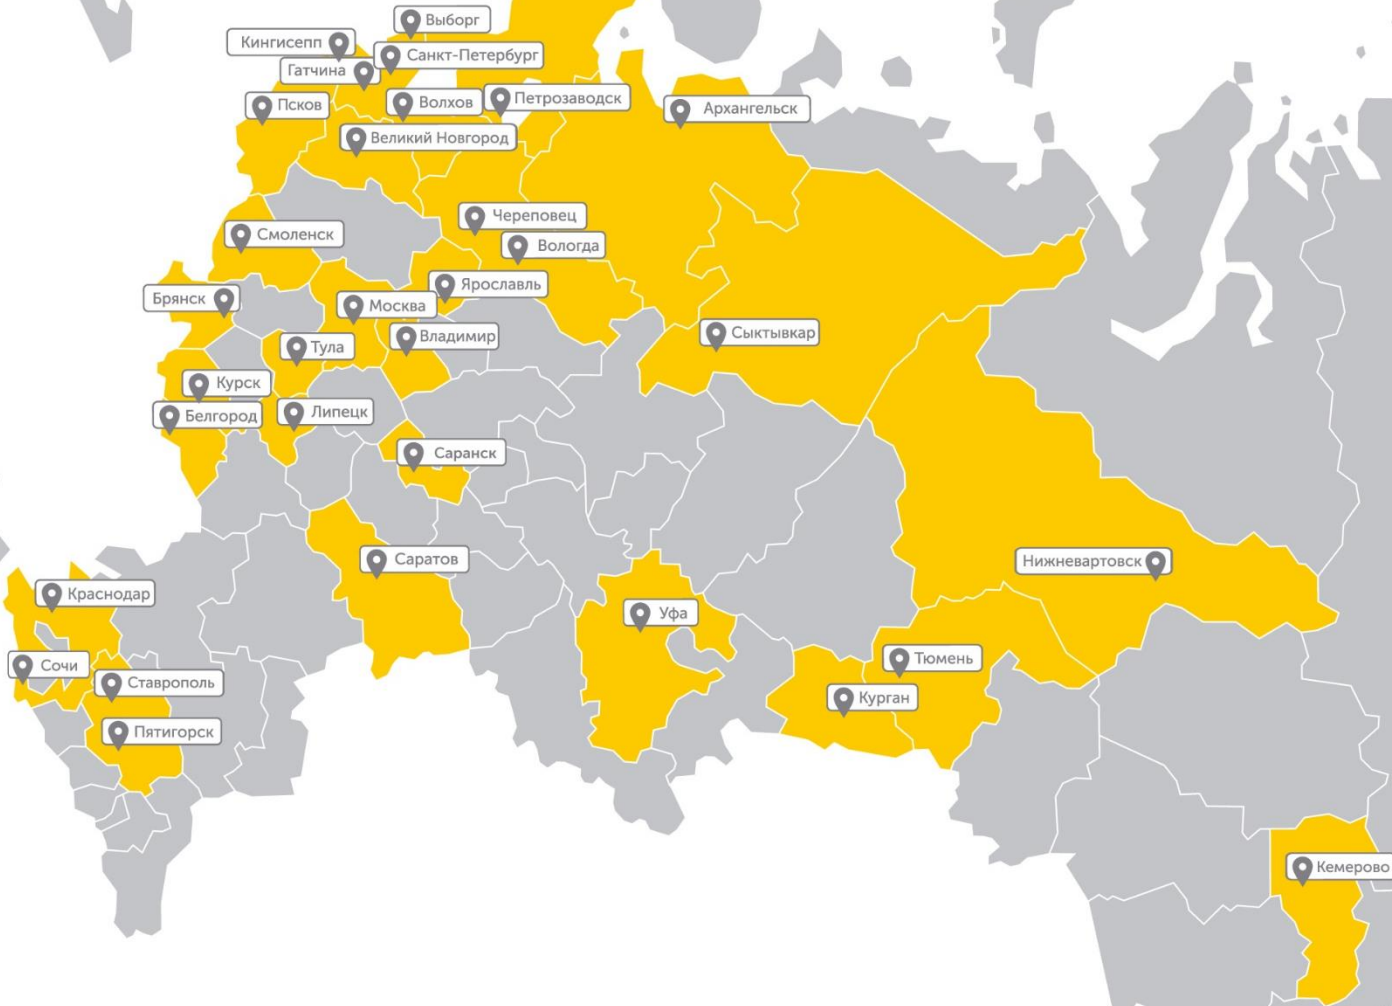 Выборг
Кингисепп
Санкт-Петербург
Гатчина
Псков
Волхов
Петрозаводск
Архангельск
Великий Новгород
Череповец
Смоленск
Вологда
Ярославль
Брянск
Москва
Владимир
Сыктывкар
Тула
Курск
Липецк
Белгород
Саранск
Саратов
Нижневартовск
Краснодар
Уфа
Сочи
Тюмень
Ставрополь
Курган
Пятигорск
Кемерово